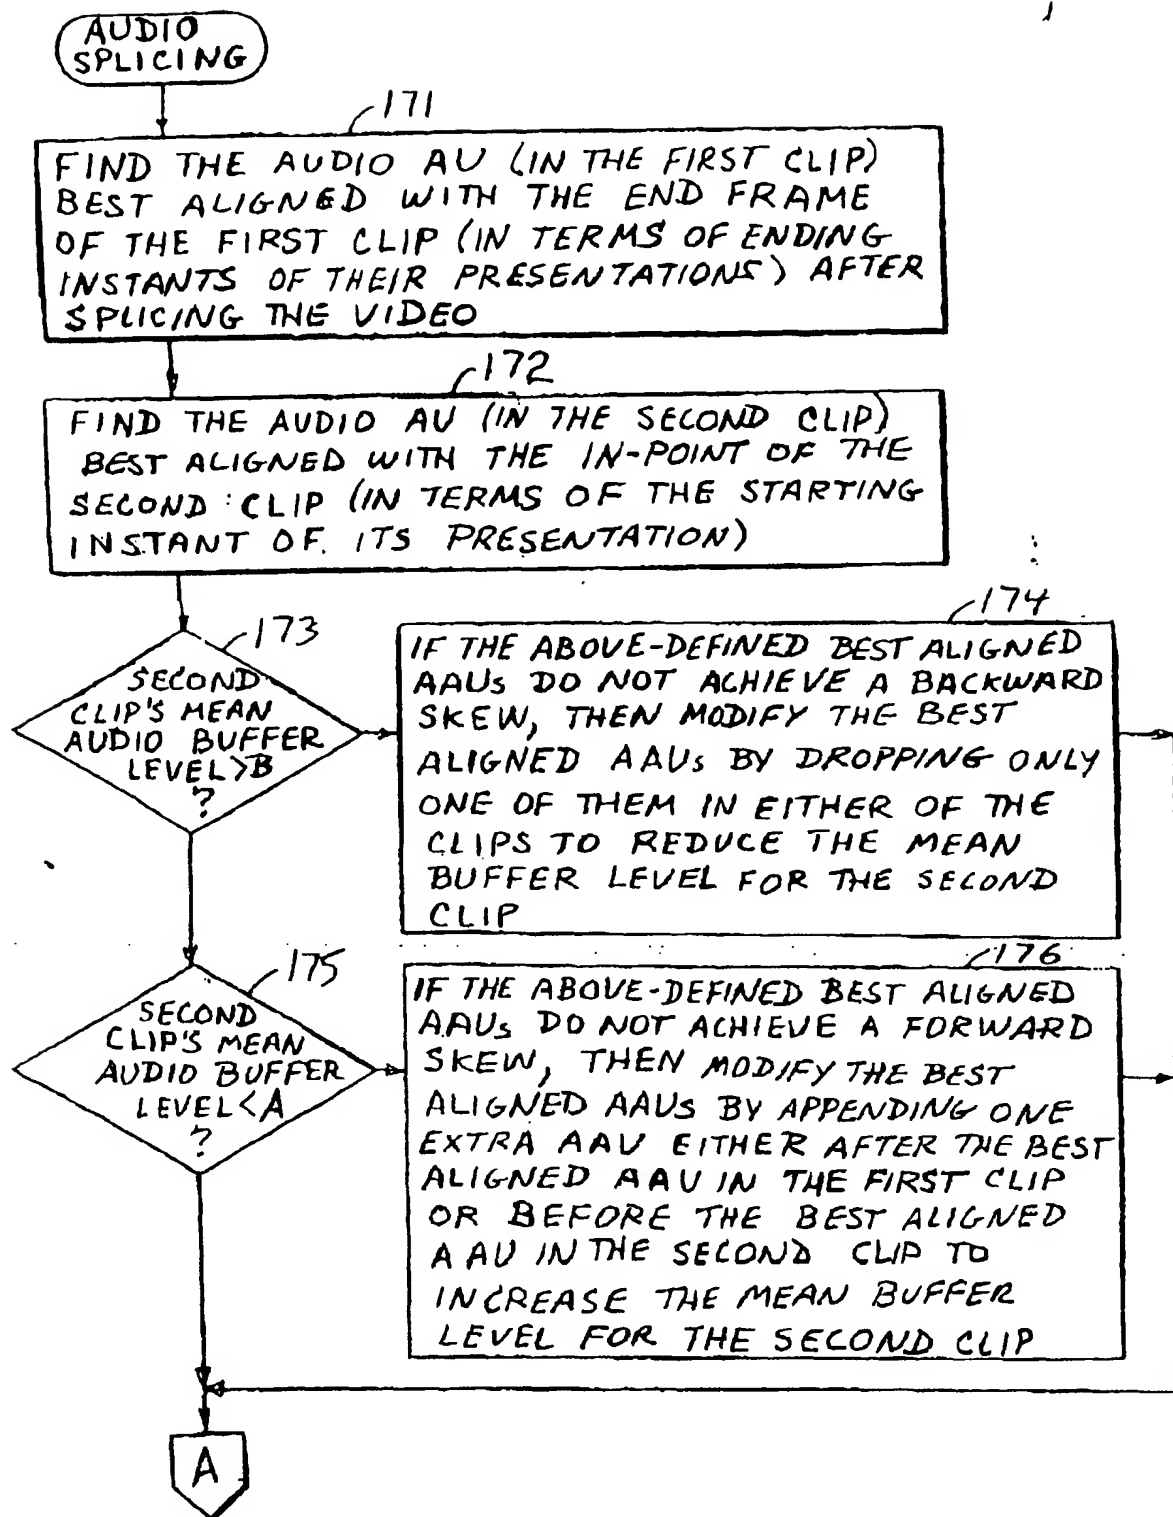 AUDIO
SPLICING
171
FIND THE AUDIO AU (IN THE FIRST CLIP)
BEST ALIGNED WITH THE END FRAME
OF THE FIRST CLIP (IN TERMS OF ENDING
INSTANTS OF THEIR PRESENTATIONS) AFTER
SPLICING THE VIDEO
172
FIND THE AUDIO AU (IN THE SECOND CLIP)
BEST ALIGNED WITH THE IN-POINT OF THE
SECOND CLIP (IN TERMS OF THE STARTING
INSTANT OF ITS PRESENTATION)
173
SECOND
CLIP'S MEAN
AUDIO BUFFER
LEVEL>B
?
174
IF THE ABOVE-DEFINED BEST ALIGNED
AAUs DO NOT ACHIEVE A BACKWARD
SKEW, THEN MODIFY THE BEST
ALIGNED AAUs BY DROPPING ONLY
ONE OF THEM IN EITHER OF THE
CLIPS TO REDUCE THE MEAN
BUFFER LEVEL FOR THE SECOND
CLIP
175
SECOND
CLIP'S MEAN
AUDIO BUFFER
LEVEL<A
?
176
IF THE ABOVE-DEFINED BEST ALIGNED
AAUs DO NOT ACHIEVE A FORWARD
SKEW, THEN MODIFY THE BEST
ALIGNED AAUs BY APPENDING ONE
EXTRA AAU EITHER AFTER THE BEST
ALIGNED AAU IN THE FIRST CLIP
OR BEFORE THE BEST ALIGNED
AAU IN THE SECOND CLIP TO
INCREASE THE MEAN BUFFER
LEVEL FOR THE SECOND CLIP
A